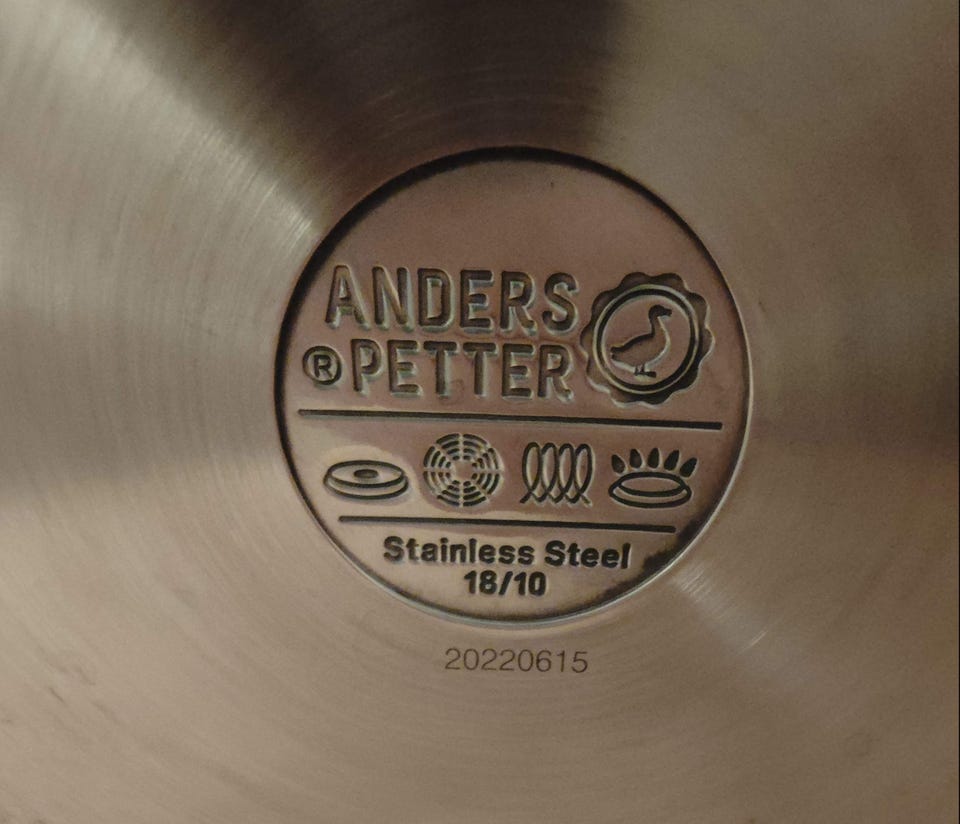 ANDERS
® PETTER
Stainless Steel
18/10
20220615